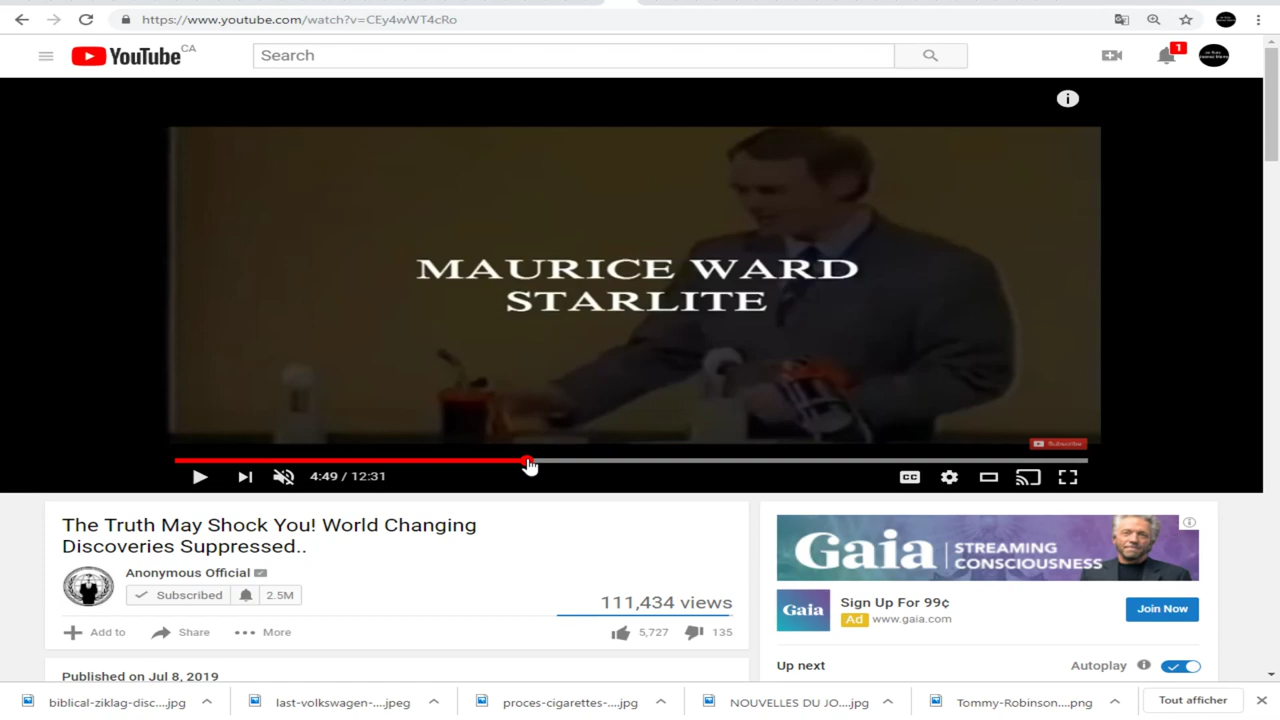 https://www.youtube.com/watch?v=CEy4wWT4cRo
YouTube CA
Search
1
i
MAURICE WARD
STARLITE
Subscribe
4:49 / 12:31
CC
The Truth May Shock You! World Changing
Discoveries Suppressed..
Anonymous Official
Subscribed 2.5M
111,434 views
Add to Share More 5,727 135
Published on Jul 8, 2019
Gaia STREAMING
CONSCIOUSNESS
Gaia
Sign Up For 99¢
Ad www.gaia.com
Join Now
Up next Autoplay
biblical-ziklag-disc....jpg last-volkswagen-....jpeg proces-cigarettes-....jpg NOUVELLES DU JO....jpg Tommy-Robinson....png Tout afficher